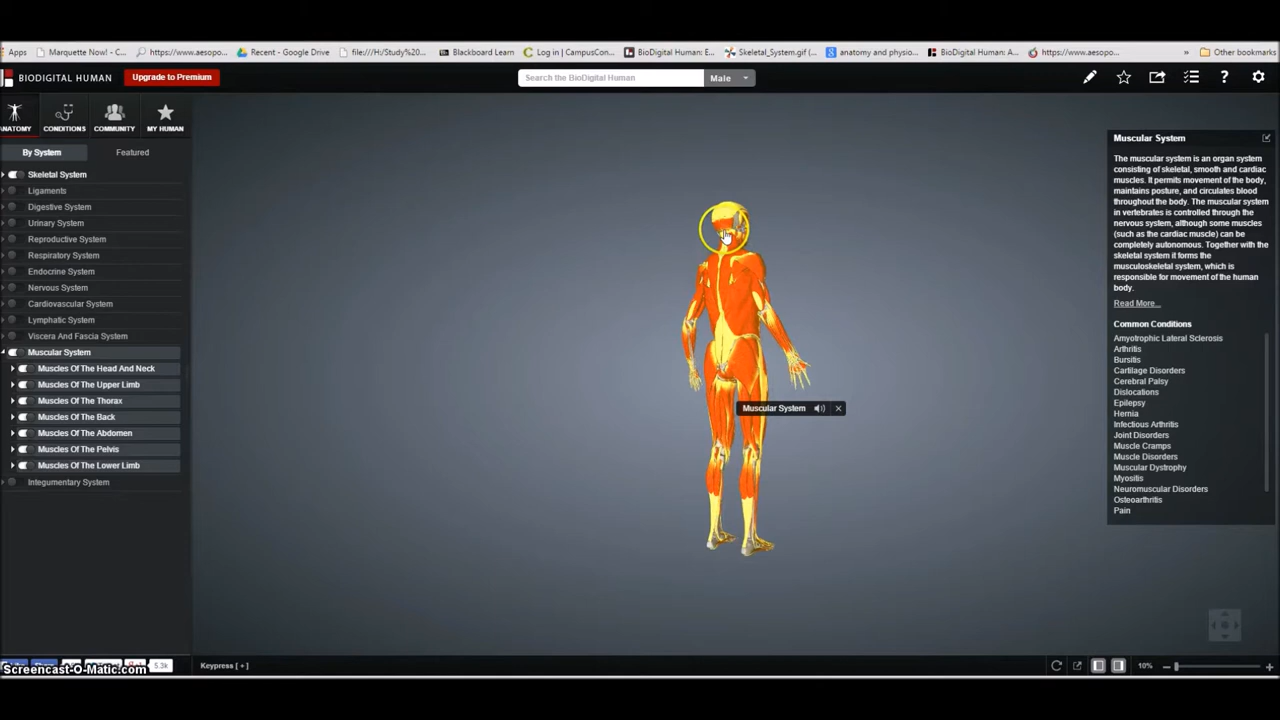 Apps Marquette Now! - C... https://www.aesopo... Recent - Google Drive file:///H:/Study%20... Blackboard Learn CampusCon... Log in | CampusCon... BioDigital Human: E... Skeletal_System.gif (... anatomy and physio... BioDigital Human: A... https://www.aesopo... » Other bookmarks
BIODIGITAL HUMAN Upgrade to Premium Search the BioDigital Human Male ?
ANATOMY CONDITIONS COMMUNITY MY HUMAN
By System Featured
Skeletal System
Ligaments
Digestive System
Urinary System
Reproductive System
Respiratory System
Endocrine System
Nervous System
Cardiovascular System
Lymphatic System
Viscera And Fascia System
Muscular System
Muscles Of The Head And Neck
Muscles Of The Upper Limb
Muscles Of The Thorax
Muscles Of The Back
Muscles Of The Abdomen
Muscles Of The Pelvis
Muscles Of The Lower Limb
Integumentary System
Muscular System
Muscular System
The muscular system is an organ system
consisting of skeletal, smooth and cardiac
muscles. It permits movement of the body,
maintains posture, and circulates blood
throughout the body. The muscular system
in vertebrates is controlled through the
nervous system, although some muscles
(such as the cardiac muscle) can be
completely autonomous. Together with the
skeletal system it forms the
musculoskeletal system, which is
responsible for movement of the human
body.
Read More...
Common Conditions
Amyotrophic Lateral Sclerosis
Arthritis
Bursitis
Cartilage Disorders
Cerebral Palsy
Dislocations
Epilepsy
Hernia
Infectious Arthritis
Joint Disorders
Muscle Cramps
Muscle Disorders
Muscular Dystrophy
Myositis
Neuromuscular Disorders
Osteoarthritis
Pain
Screencast-O-Matic.com 5.3k Keypress [ + ] 10%